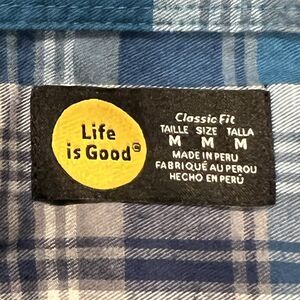 Life
is Good®
Classic Fit
TAILLE SIZE TALLA
M M M
MADE IN PERU
FABRIQUÉ AU PEROU
HECHO EN PERÚ